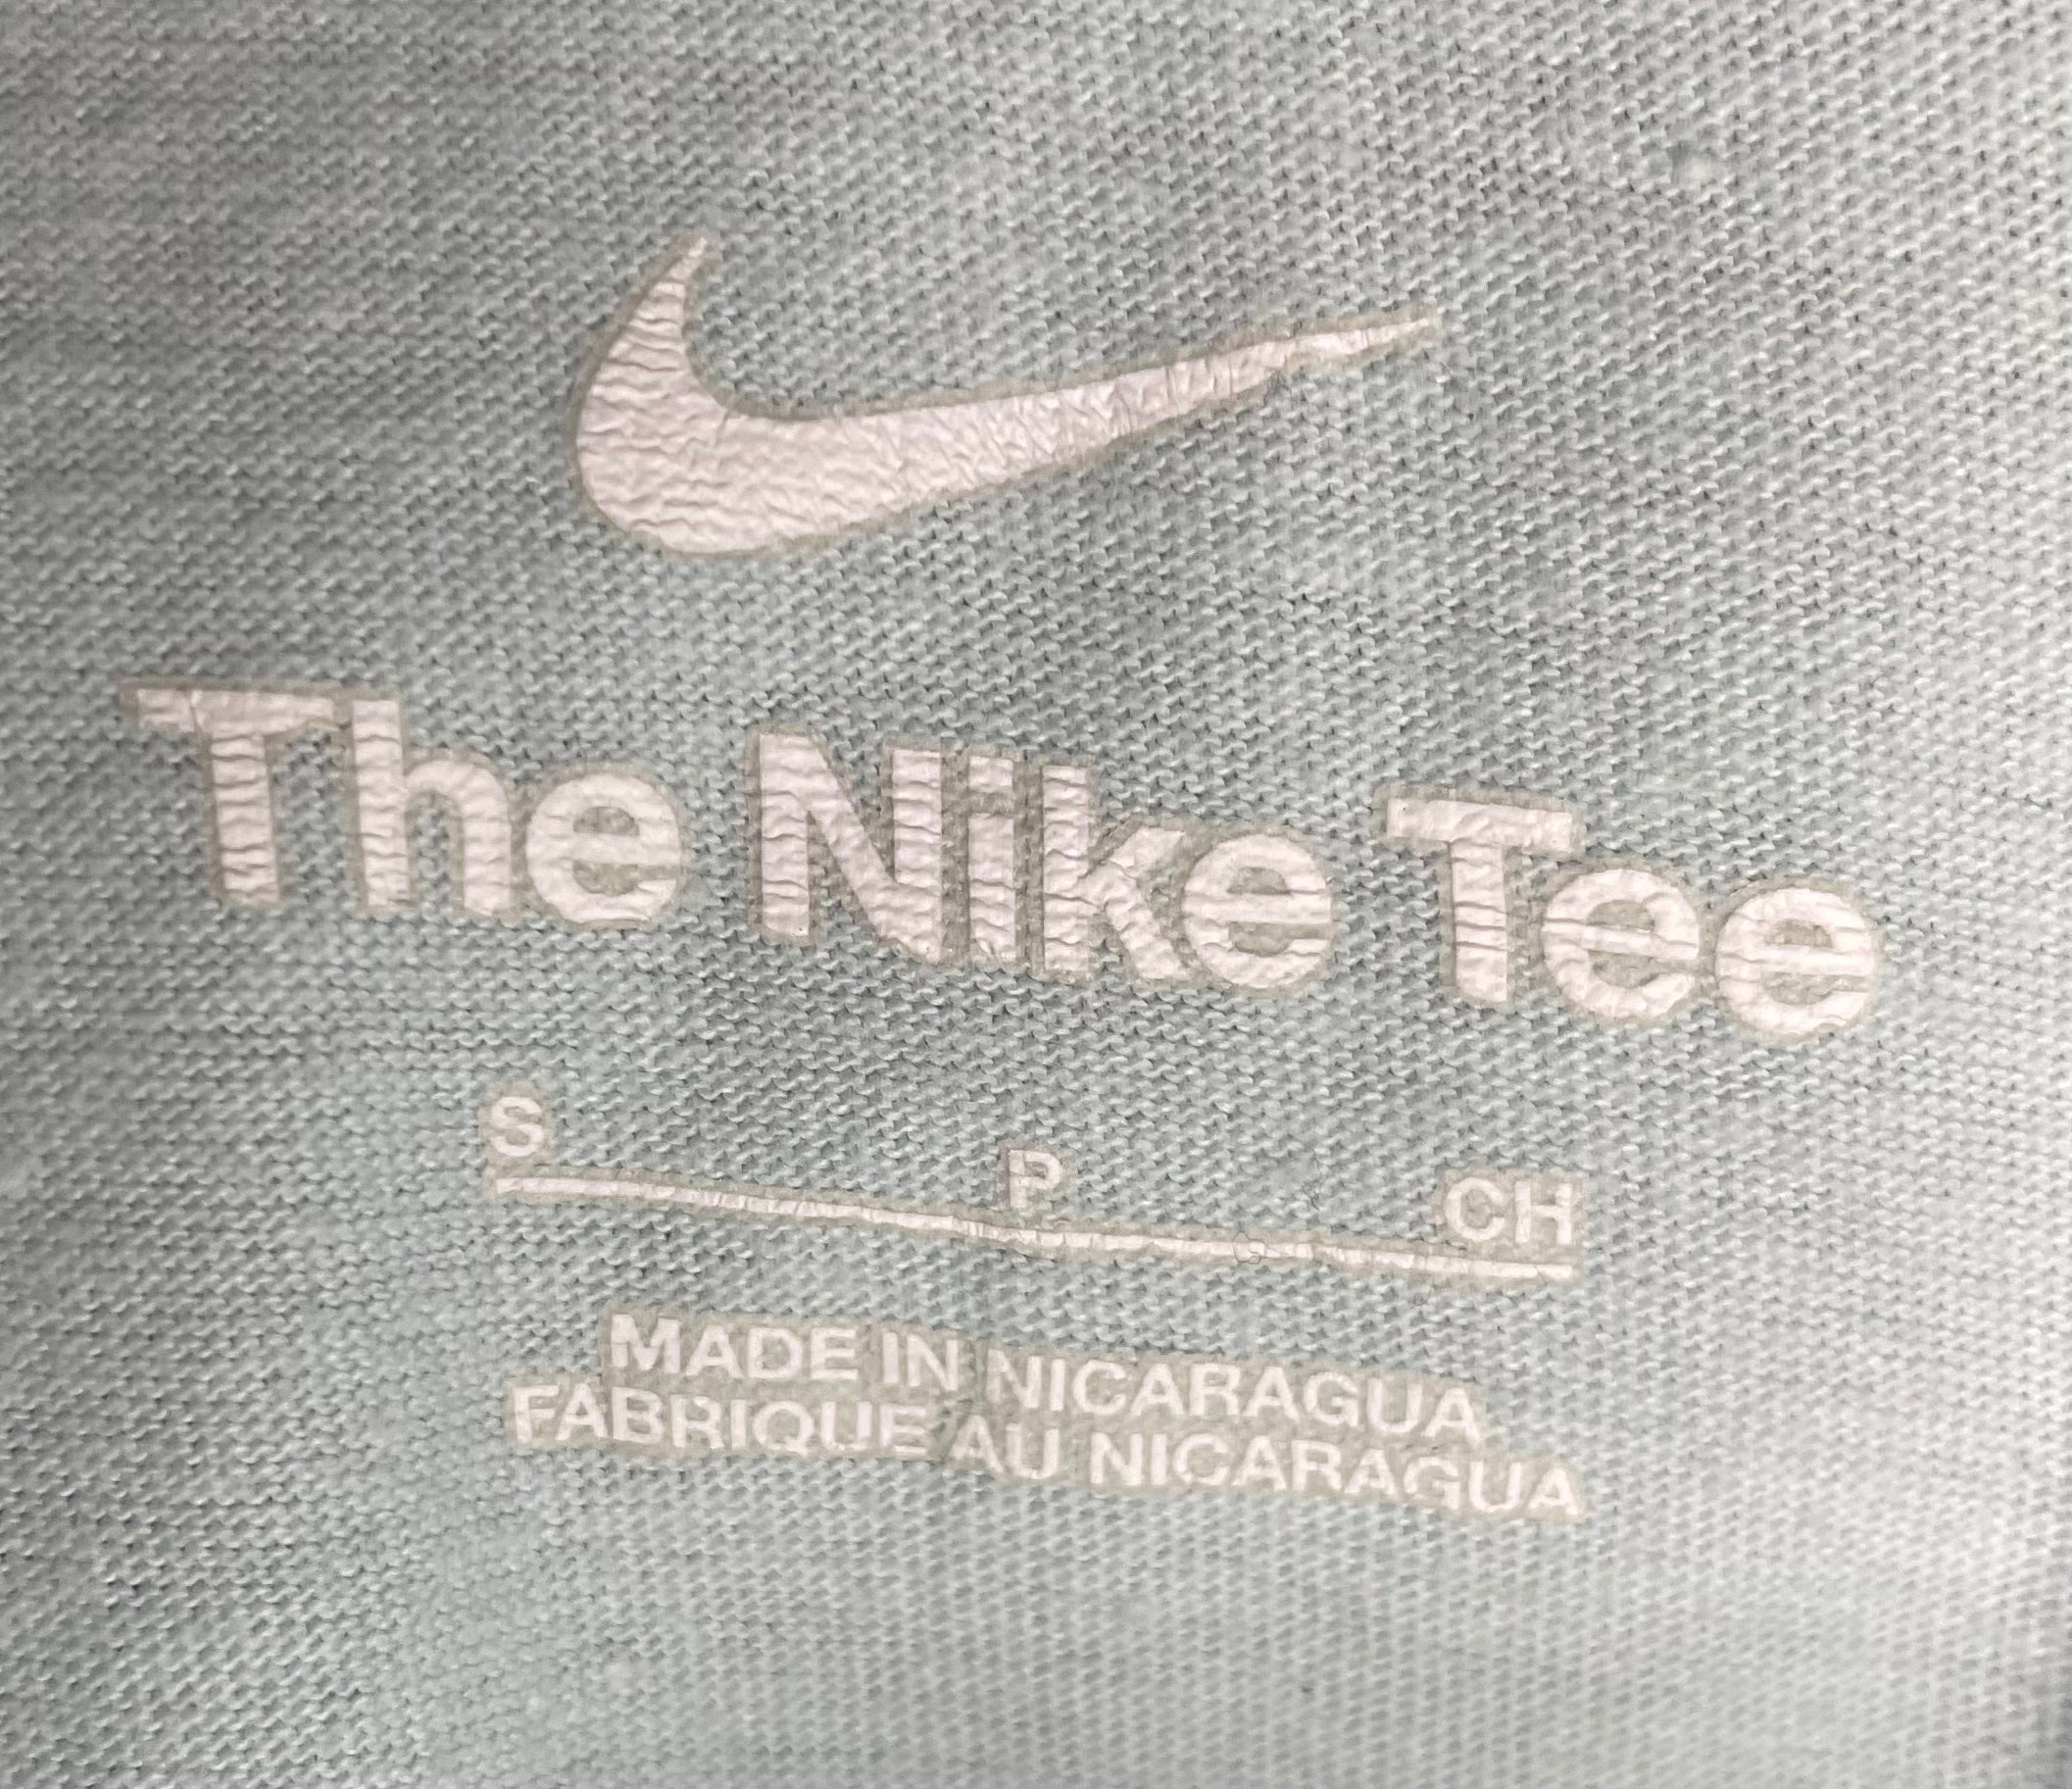 The Nike Tee
S P CH
MADE IN NICARAGUA
FABRIQUE AU NICARAGUA